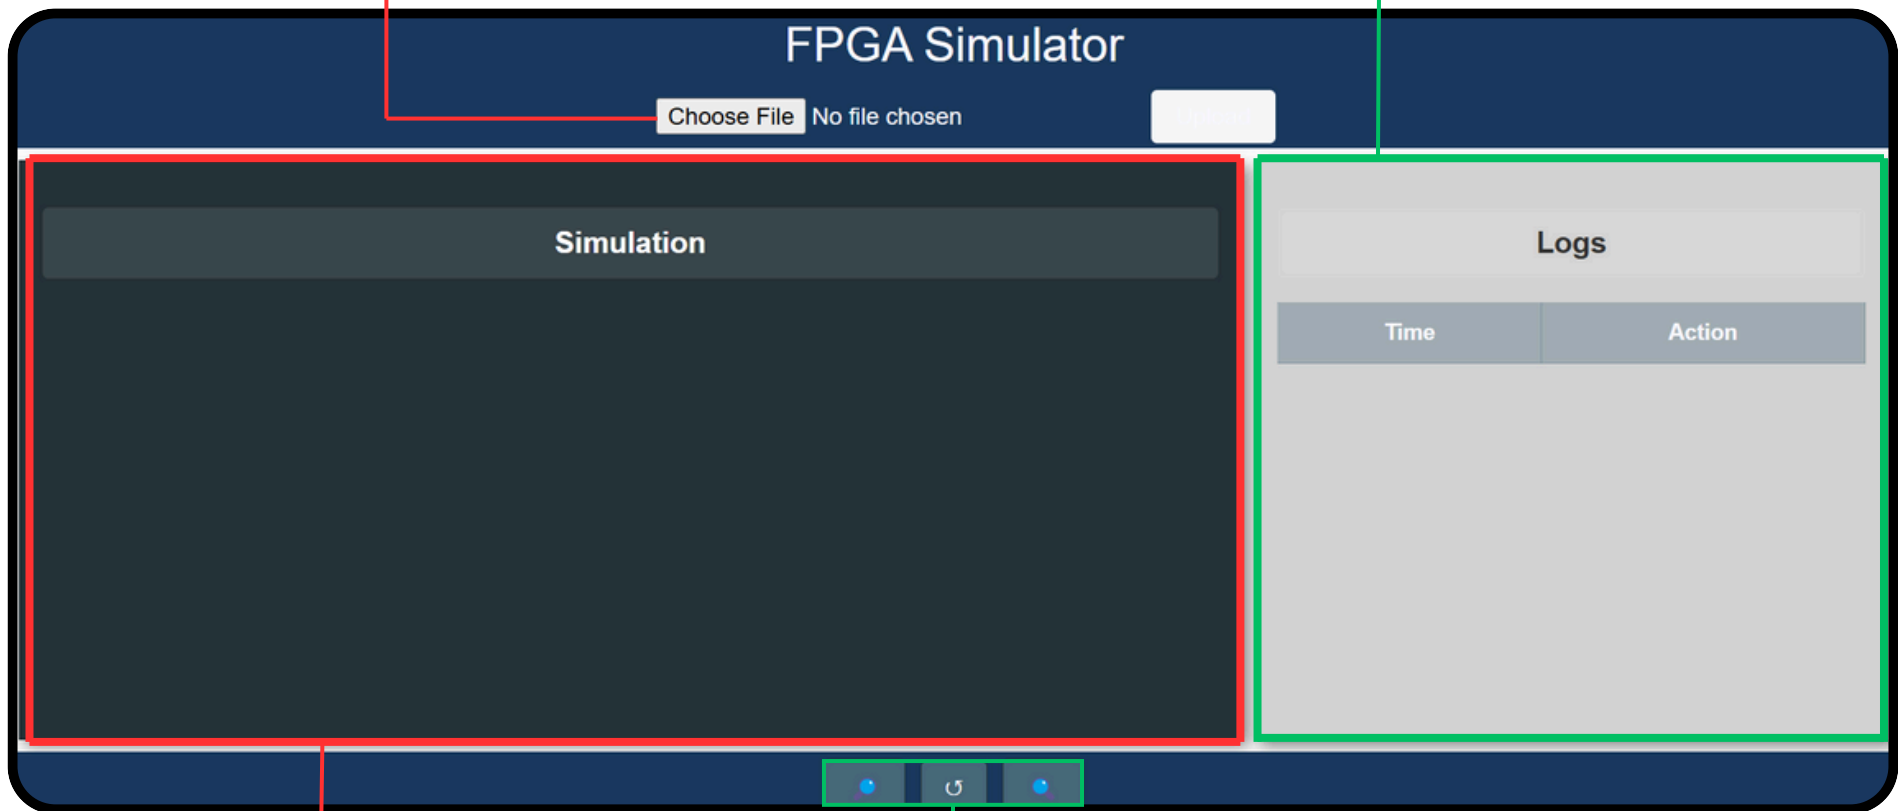 FPGA Simulator
Choose File No file chosen
Simulation
Logs
Time Action